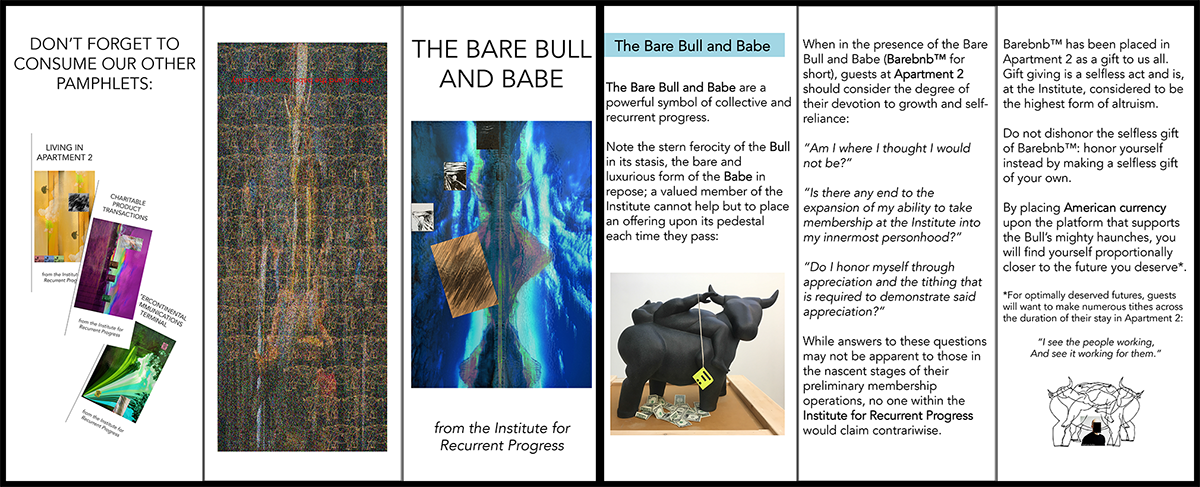 DON'T FORGET TO
CONSUME OUR OTHER
PAMPHLETS:
LIVING IN
APARTMENT 2
from the Institute for
Recurrent Prog
CHARITABLE
PRODUCT
TRANSACTIONS
from the Institute for
Recurrent Progress
TERMINAL
from the Institute for
Recurrent Progress
THE BARE BULL
AND BABE
from the Institute for
Recurrent Progress
The Bare Bull and Babe
The Bare Bull and Babe are a
powerful symbol of collective and
recurrent progress.
Note the stern ferocity of the Bull
in its stasis, the bare and
luxurious form of the Babe in
repose; a valued member of the
Institute cannot help but to place
an offering upon its pedestal
each time they pass:
When in the presence of the Bare
Bull and Babe (Barebnb™ for
short), guests at Apartment 2
should consider the degree of
their devotion to growth and self-
reliance:
“Am I where I thought I would
not be?”
“Is there any end to the
expansion of my ability to take
membership at the Institute into
my innermost personhood?”
“Do I honor myself through
appreciation and the tithing that
is required to demonstrate said
appreciation?”
While answers to these questions
may not be apparent to those in
the nascent stages of their
preliminary membership
operations, no one within the
Institute for Recurrent Progress
would claim contrariwise.
Barebnb™ has been placed in
Apartment 2 as a gift to us all.
Gift giving is a selfless act and is,
at the Institute, considered to be
the highest form of altruism.
Do not dishonor the selfless gift
of Barebnb™: honor yourself
instead by making a selfless gift
of your own.
By placing American currency
upon the platform that supports
the Bull's mighty haunches, you
will find yourself proportionally
closer to the future you deserve*.
*For optimally deserved futures, guests
will want to make numerous tithes across
the duration of their stay in Apartment 2:
“I see the people working,
And see it working for them.”